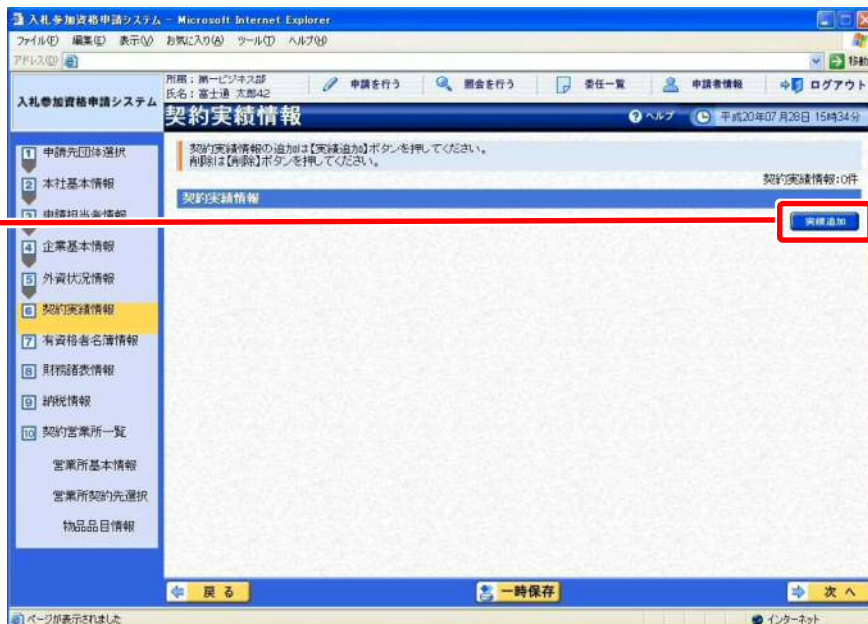 入札参加資格申請システム - Microsoft Internet Explorer
ファイル(F) 編集(E) 表示(V) お気に入り(A) ツール(T) ヘルプ(H)
アドレス(D) 移動
入札参加資格申請システム
所属：第一ビジネス部
氏名：富士通 太郎42
申請を行う 照会を行う 委任一覧 申請者情報 ログアウト
契約実績情報
ヘルプ 平成20年07月28日 15時34分
1 申請先団体選択
2 本社基本情報
3 申請担当者情報
4 企業基本情報
5 外資状況情報
6 契約実績情報
7 有資格者名簿情報
8 財務諸表情報
9 納税情報
10 契約営業所一覧
営業所基本情報
営業所契約先選択
物品品目情報
契約実績情報の追加は【実績追加】ボタンを押してください。
削除は【削除】ボタンを押してください。
契約実績情報:0件
契約実績情報
実績追加
戻る 一時保存 次へ
ページが表示されました インターネット